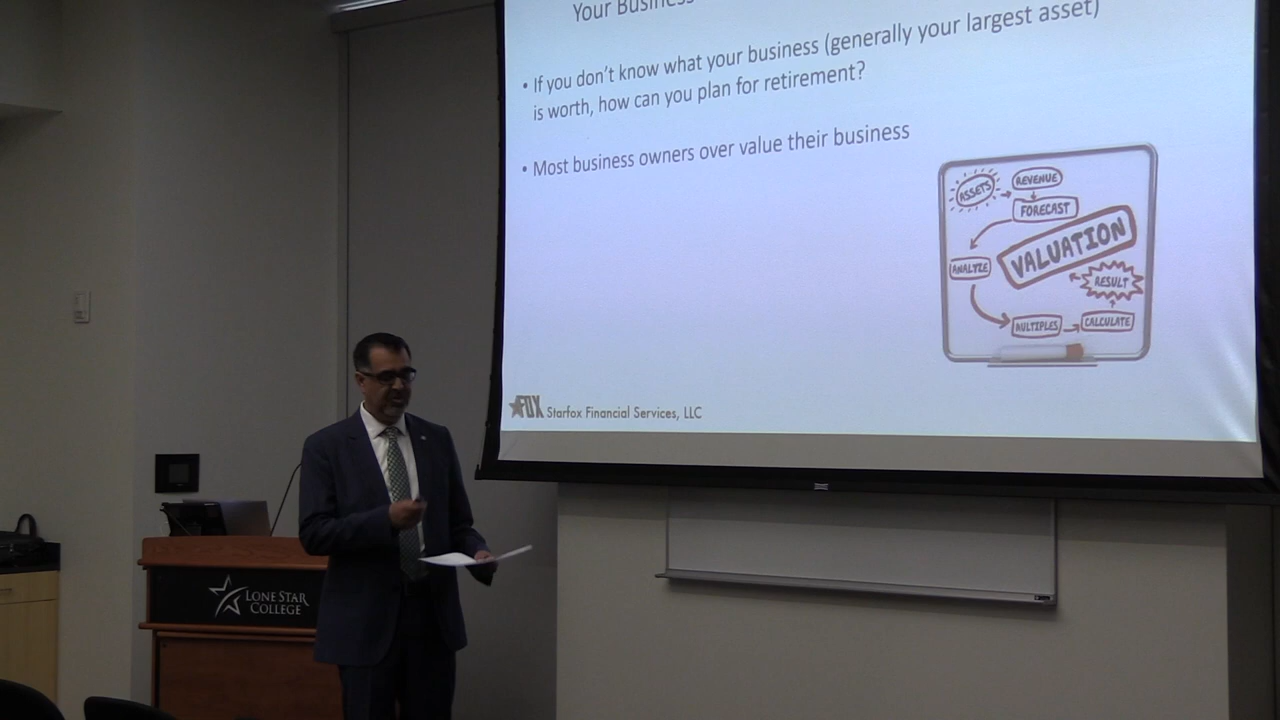 Your Business
• If you don't know what your business (generally your largest asset)
is worth, how can you plan for retirement?
• Most business owners over value their business
ASSETS
REVENUE
FORECAST
VALUATION
ANALYZE
RESULT
MULTIPLES
CALCULATE
FOX
Starfox Financial Services, LLC
LONE STAR
COLLEGE